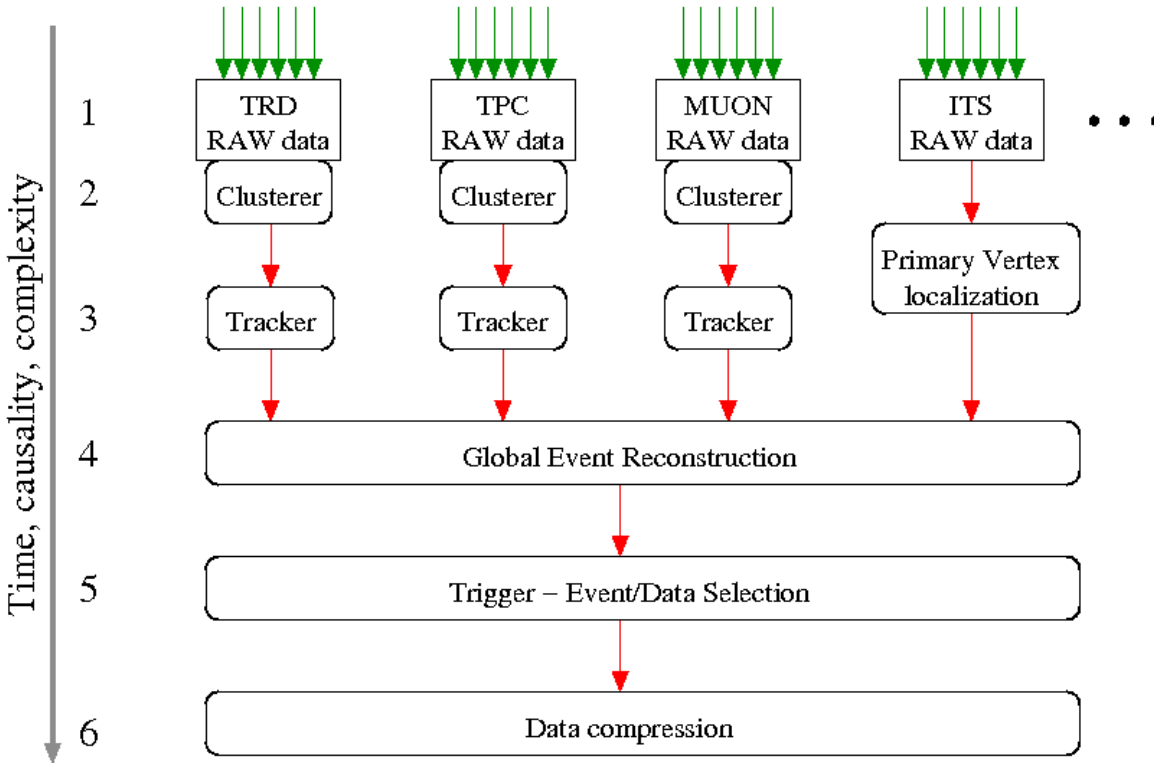 Time, causality, complexity
1
TRD
RAW data
TPC
RAW data
MUON
RAW data
ITS
RAW data
• • •
2
Clusterer
Clusterer
Clusterer
Primary Vertex
localization
3
Tracker
Tracker
Tracker
4
Global Event Reconstruction
5
Trigger − Event/Data Selection
6
Data compression